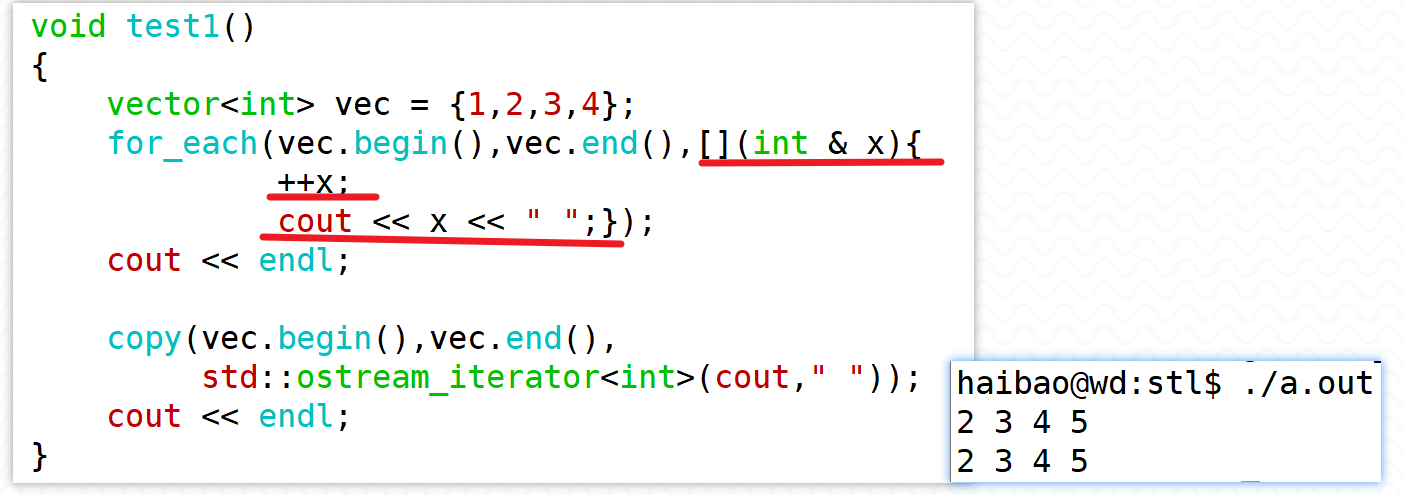 void test1()
{
    vector<int> vec = {1,2,3,4};
    for_each(vec.begin(),vec.end(),[](int & x){
             ++x;
             cout << x << " ";});
    cout << endl;

    copy(vec.begin(),vec.end(),
         std::ostream_iterator<int>(cout," "));
    cout << endl;
}
haibao@wd:stl$ ./a.out
2 3 4 5
2 3 4 5